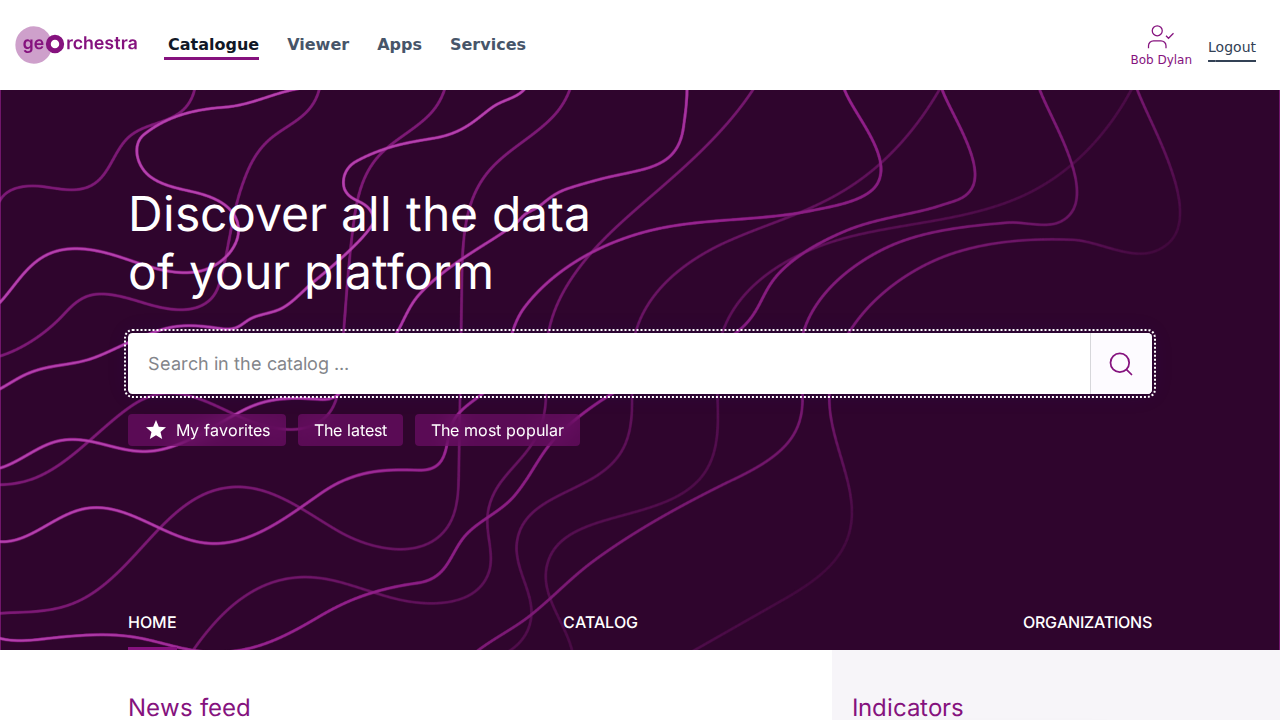 georchestra
Catalogue
Viewer
Apps
Services
Bob Dylan
Logout
Discover all the data
of your platform
Search in the catalog ...
My favorites
The latest
The most popular
HOME
CATALOG
ORGANIZATIONS
News feed
Indicators